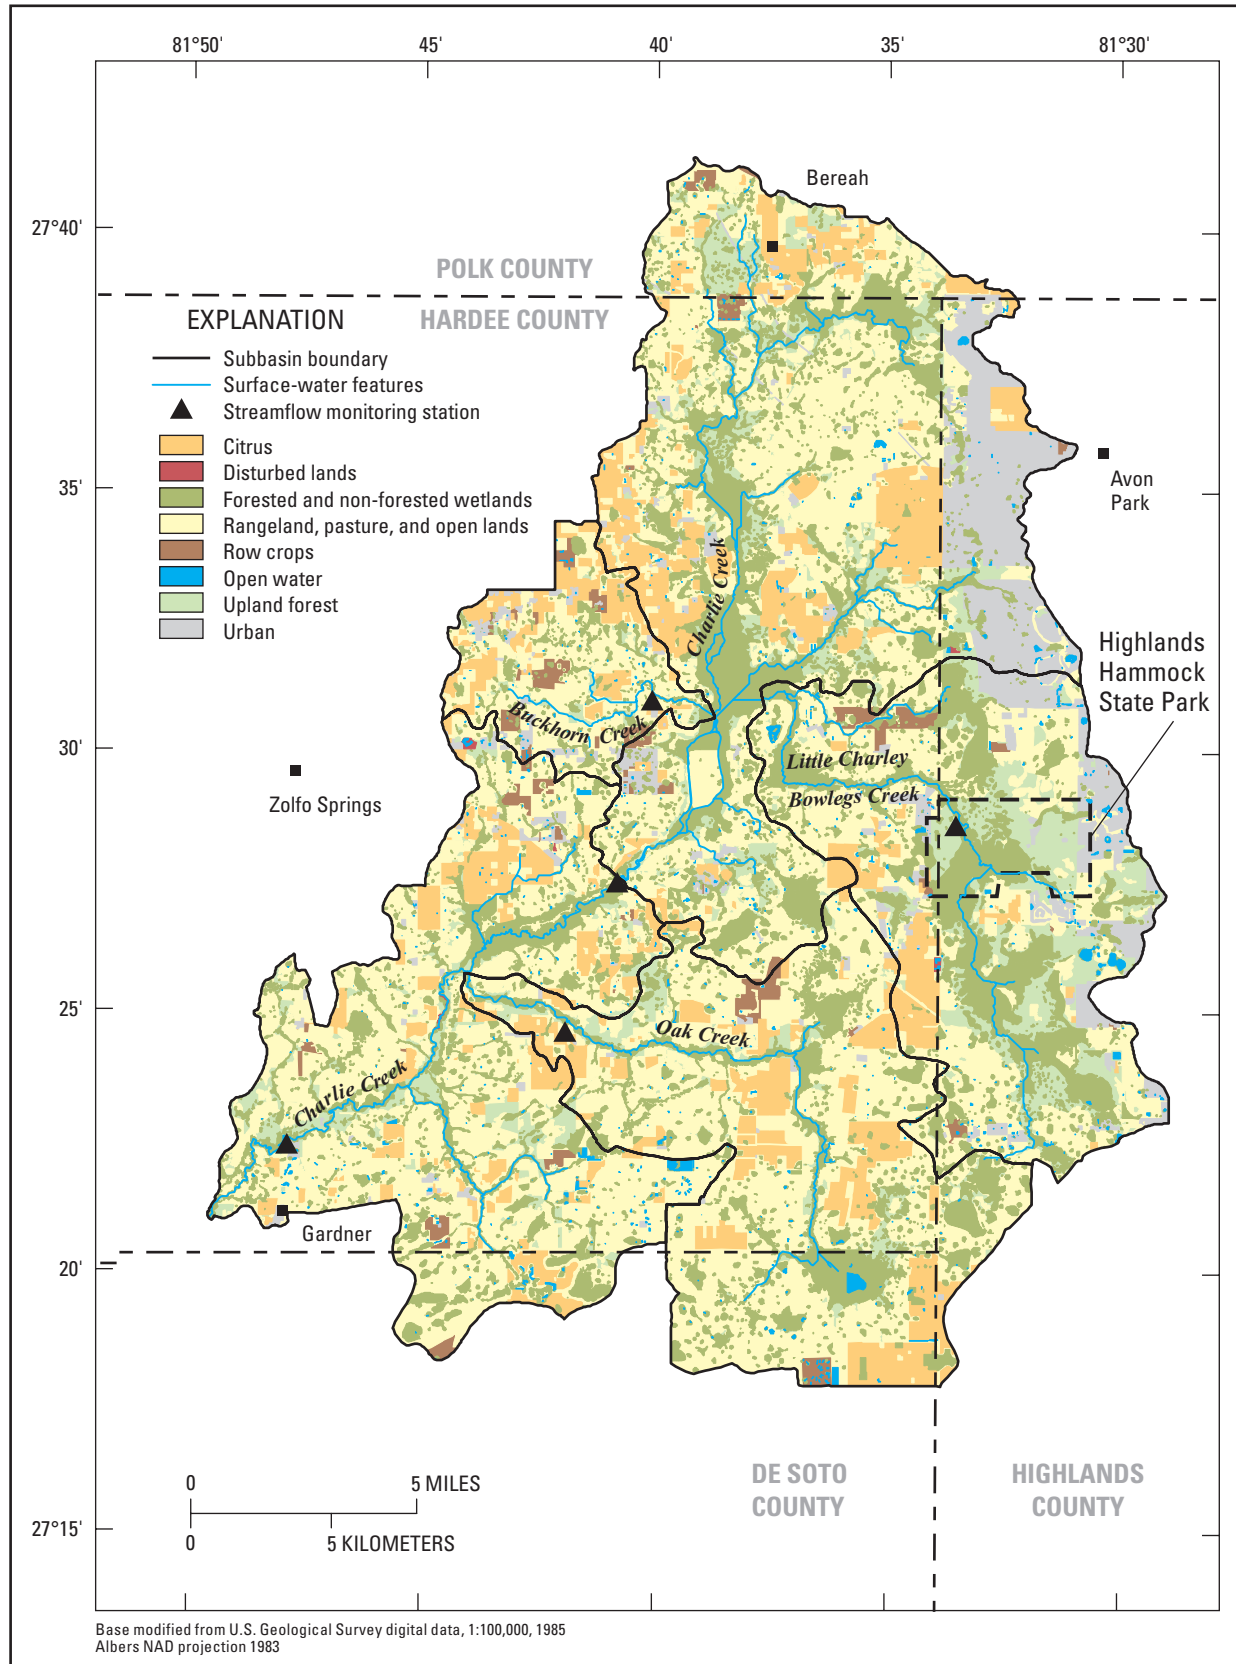 81°50'
45'
40'
35'
81°30'
Bereah
27°40'
POLK COUNTY
HARDEE COUNTY
EXPLANATION
Subbasin boundary
Surface-water features
Streamflow monitoring station
Citrus
Disturbed lands
Forested and non-forested wetlands
Rangeland, pasture, and open lands
Row crops
Open water
Upland forest
Urban
35'
Avon
Park
Charlie Creek
Highlands
Hammock
State Park
Buckhorn Creek
30'
Little Charley
Bowlegs Creek
Zolfo Springs
25'
Oak Creek
Charlie Creek
Gardner
20'
0
5 MILES
0
5 KILOMETERS
DE SOTO
COUNTY
HIGHLANDS
COUNTY
27°15'
Base modified from U.S. Geological Survey digital data, 1:100,000, 1985
Albers NAD projection 1983